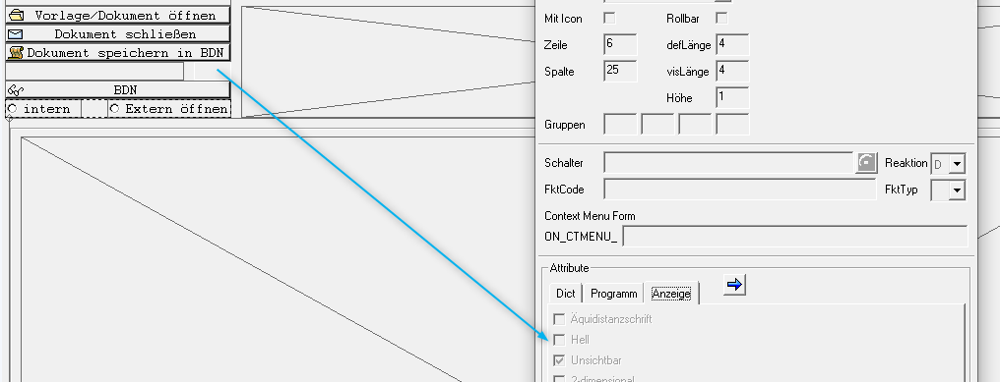 Vorlage/Dokument öffnen
Dokument schließen
Dokument speichern in BDN
BDN
intern
Extern öffnen
Mit Icon
Rollbar
Zeile 6 defLänge 4
Spalte 25 visLänge 4
Höhe 1
Gruppen
Schalter
Reaktion D
FktCode
FktTyp
Context Menu Form
ON_CTMENU_
Attribute
Dict Programm Anzeige
Äquidistanzschrift
Hell
Unsichtbar
2-dimensional